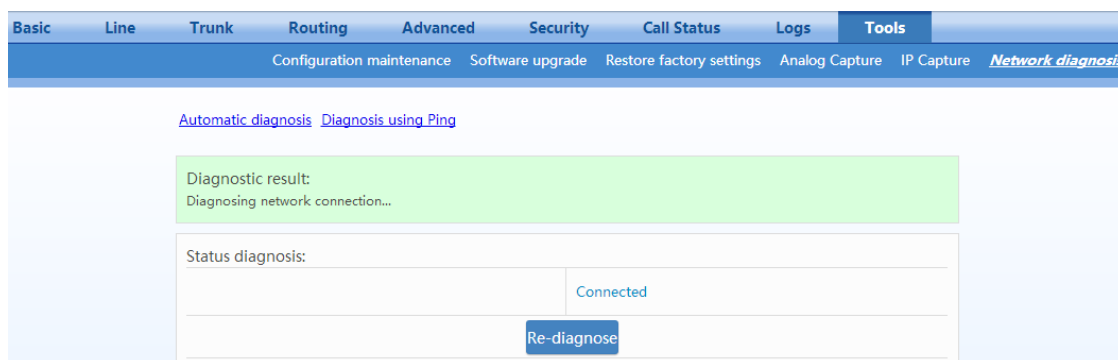 Basic Line Trunk Routing Advanced Security Call Status Logs Tools
Configuration maintenance Software upgrade Restore factory settings Analog Capture IP Capture Network diagnosis
Automatic diagnosis Diagnosis using Ping
Diagnostic result:
Diagnosing network connection...
Status diagnosis:
Connected
Re-diagnose